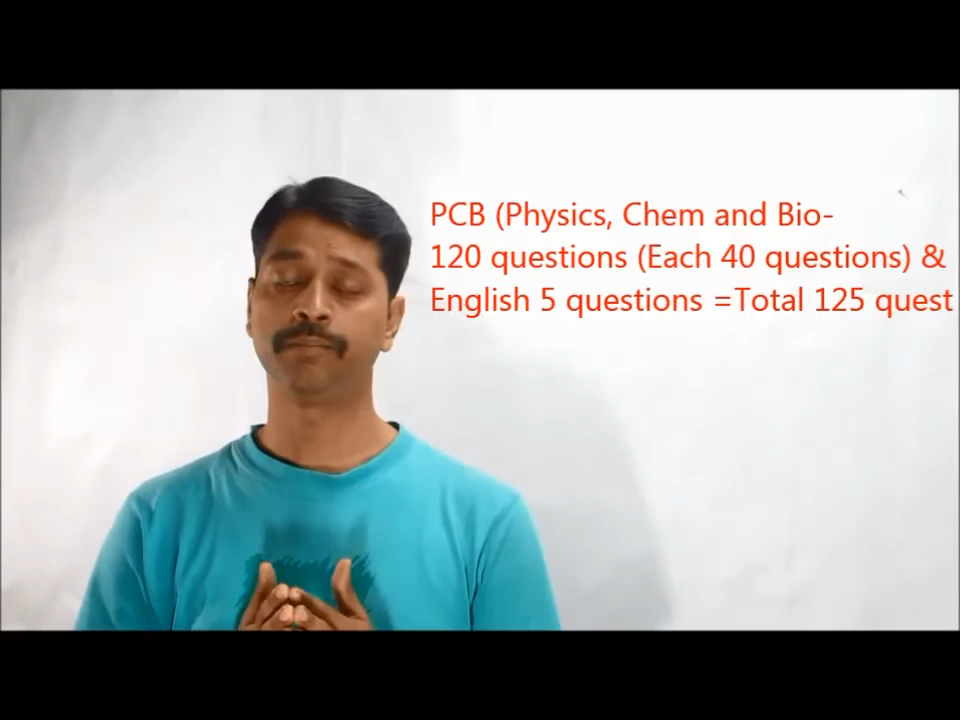 PCB (Physics, Chem and Bio-
120 questions (Each 40 questions) &
English 5 questions =Total 125 quest